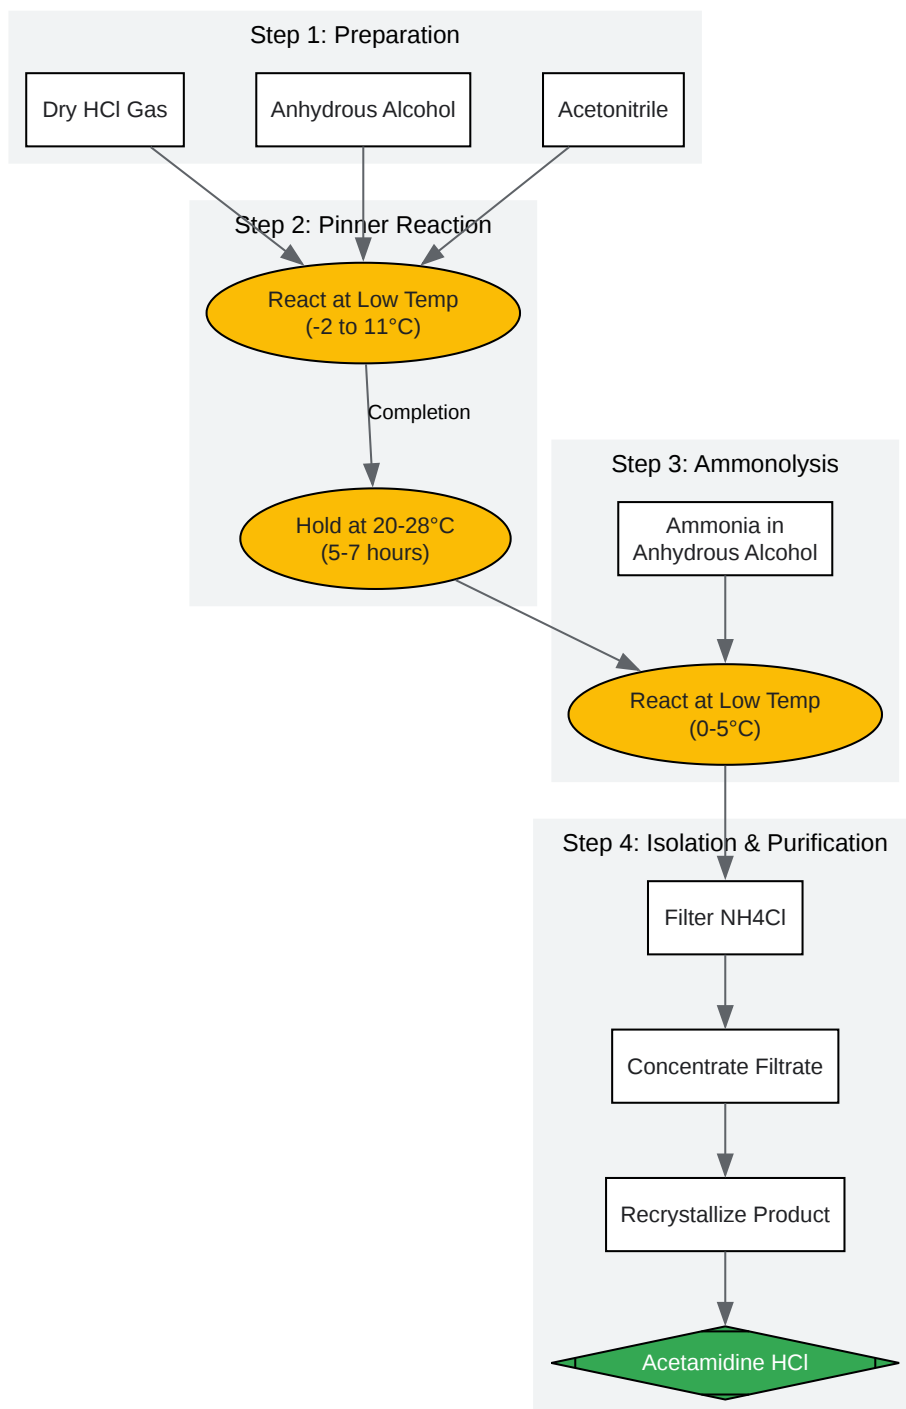 Step 1: Preparation
Dry HCl Gas
Anhydrous Alcohol
Acetonitrile
Step 2: Pinner Reaction
React at Low Temp
(-2 to 11°C)
Completion
Hold at 20-28°C
(5-7 hours)
Step 3: Ammonolysis
Ammonia in
Anhydrous Alcohol
React at Low Temp
(0-5°C)
Step 4: Isolation & Purification
Filter NH4Cl
Concentrate Filtrate
Recrystallize Product
Acetamidine HCl